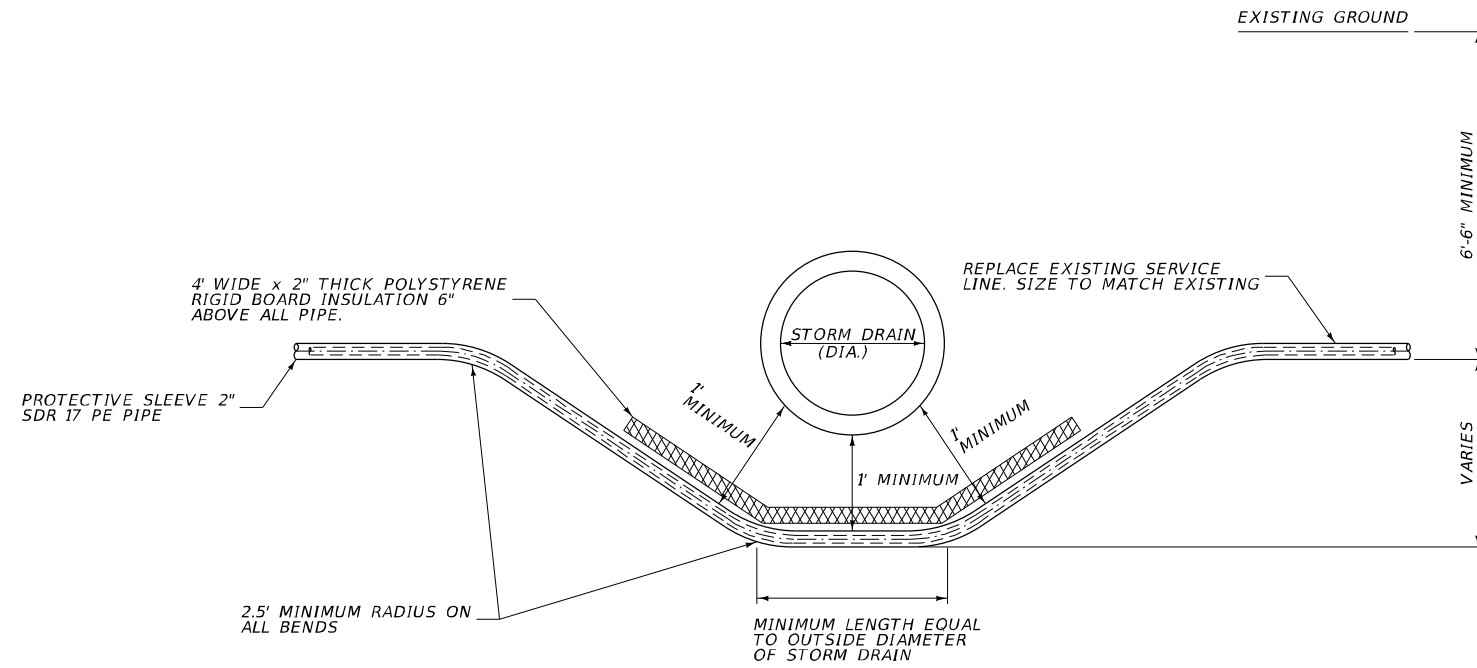 EXISTING GROUND
6'-6" MINIMUM
4' WIDE x 2" THICK POLYSTYRENE
RIGID BOARD INSULATION 6"
ABOVE ALL PIPE.
REPLACE EXISTING SERVICE
LINE. SIZE TO MATCH EXISTING
STORM DRAIN
(DIA.)
PROTECTIVE SLEEVE 2"
SDR 17 PE PIPE
1'
MINIMUM
1'
MINIMUM
1' MINIMUM
VARIES
2.5' MINIMUM RADIUS ON
ALL BENDS
MINIMUM LENGTH EQUAL
TO OUTSIDE DIAMETER
OF STORM DRAIN